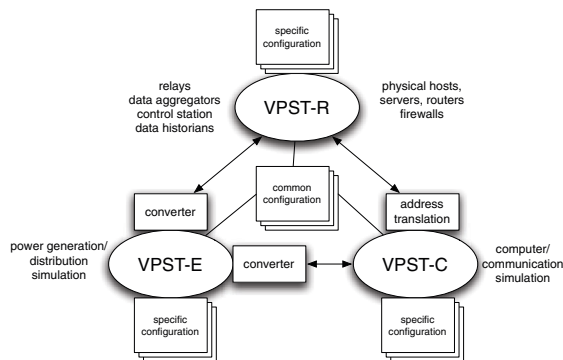 specific
configuration
relays
data aggregators
control station
data historians
VPST-R
physical hosts,
servers, routers
firewalls
common
configuration
converter
address
translation
power generation/
distribution
simulation
VPST-E
converter
VPST-C
computer/
communication
simulation
specific
configuration
specific
configuration